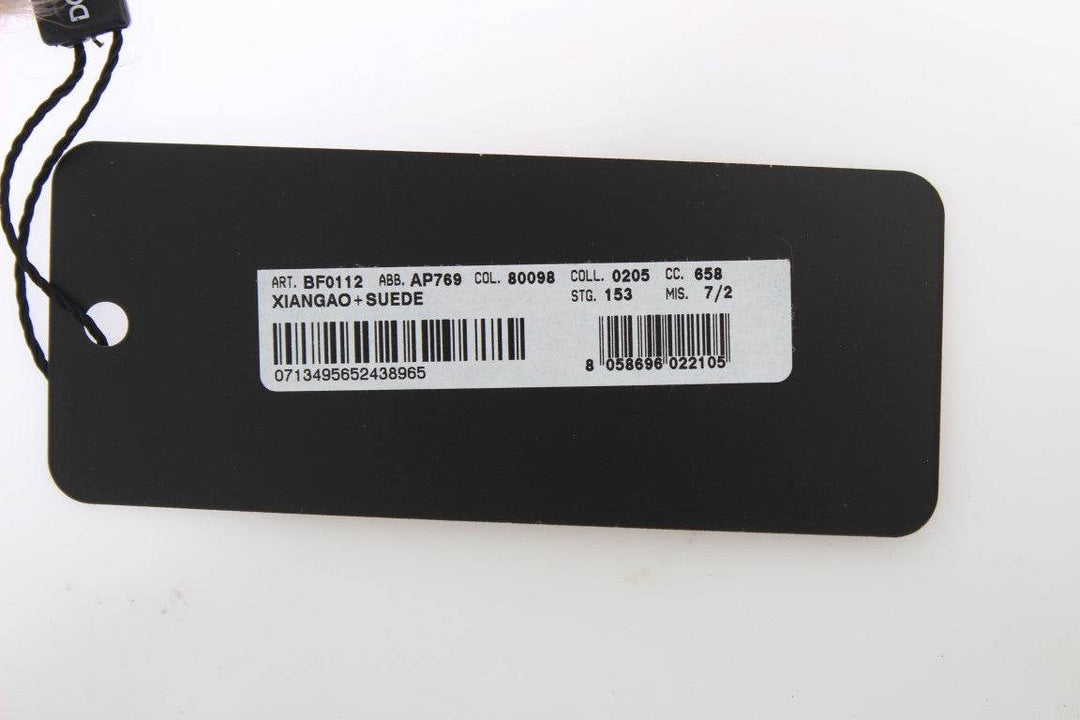 ART. BF0112 ABB. AP769 COL. 80098 COLL. 0205 CC. 658
XIANGAO+SUEDE STG. 153 MIS. 7/2
0713495652438965
8 058696 022105